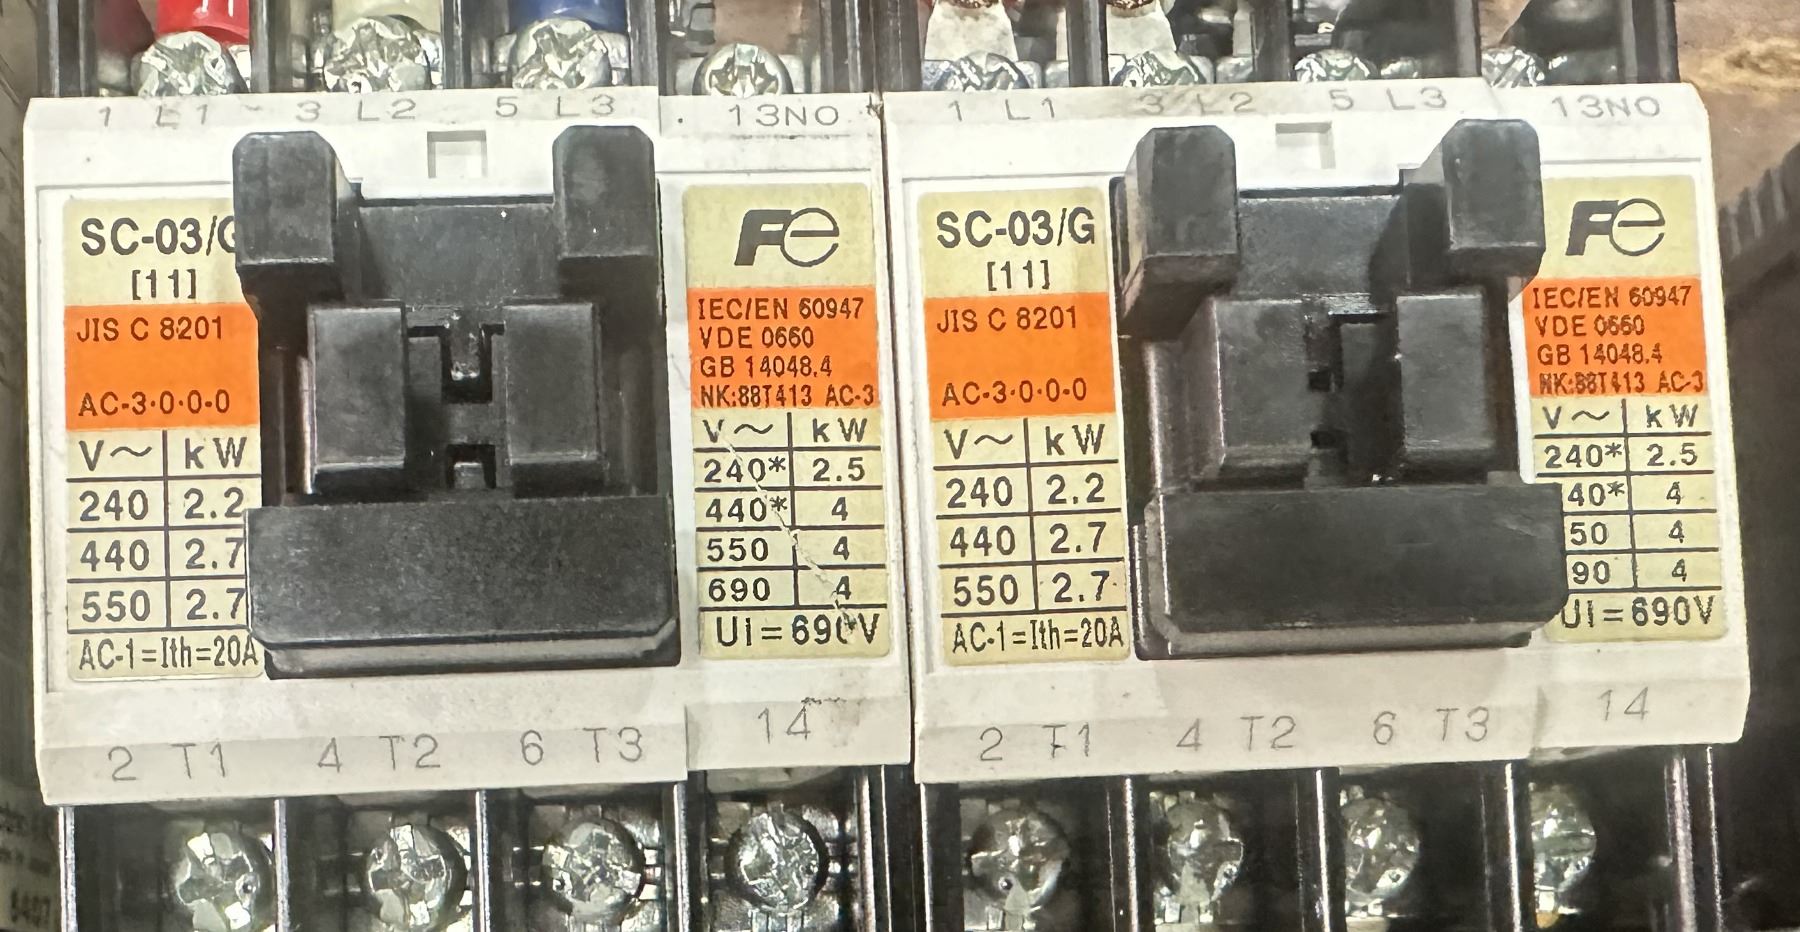 1 L1 3 L2 5 L3 13NO
SC-03/G
[11]
JIS C 8201
AC-3·0·0-0
V~ kW
240 2.2
440 2.7
550 2.7
AC-1=Ith=20A
Fe
IEC/EN 60947
VDE 0660
GB 14048.4
NK:88T413 AC-3
V~ kW
240* 2.5
440* 4
550 4
690 4
UI=690V
2 T1 4 T2 6 T3 14
1 L1 3 L2 5 L3 13NO
SC-03/G
[11]
JIS C 8201
AC-3·0·0-0
V~ kW
240 2.2
440 2.7
550 2.7
AC-1=Ith=20A
Fe
IEC/EN 60947
VDE 0660
GB 14048.4
NK:88T413 AC-3
V~ kW
240* 2.5
40* 4
50 4
90 4
UI=690V
2 T1 4 T2 6 T3 14